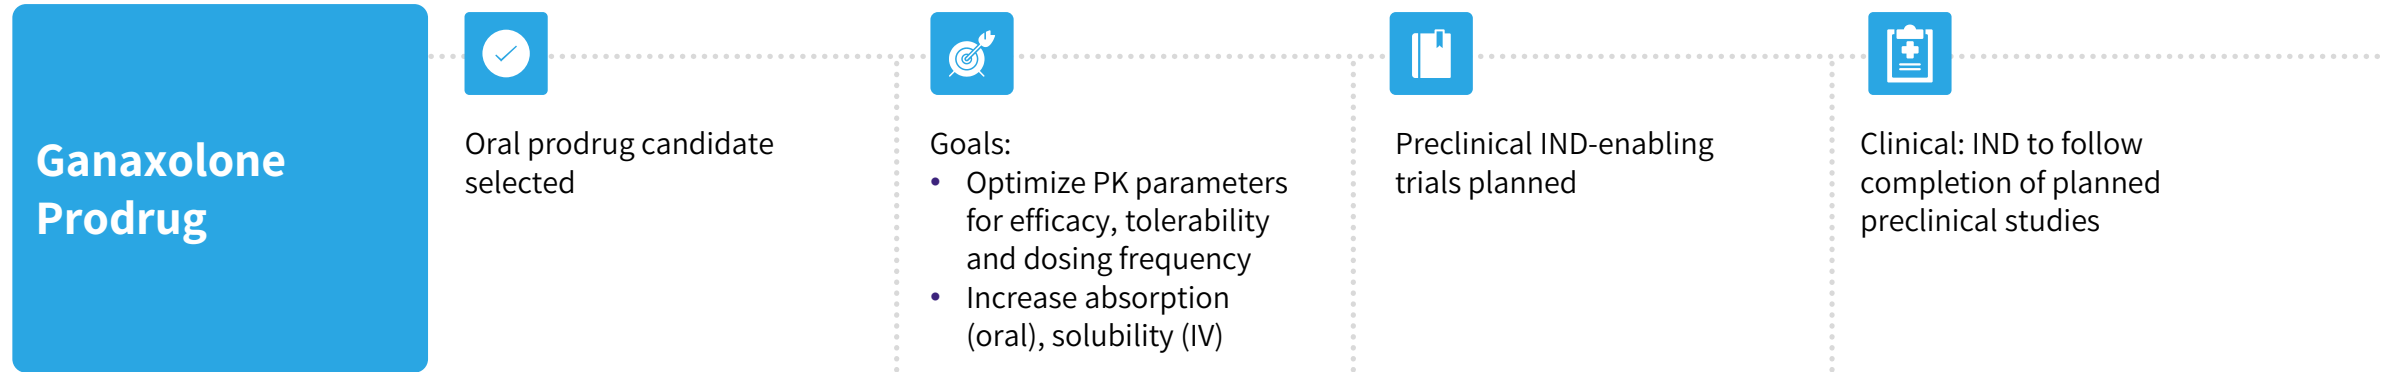 Ganaxolone
Prodrug
Oral prodrug candidate
selected
Goals:
• Optimize PK parameters
for efficacy, tolerability
and dosing frequency
• Increase absorption
(oral), solubility (IV)
Preclinical IND-enabling
trials planned
Clinical: IND to follow
completion of planned
preclinical studies